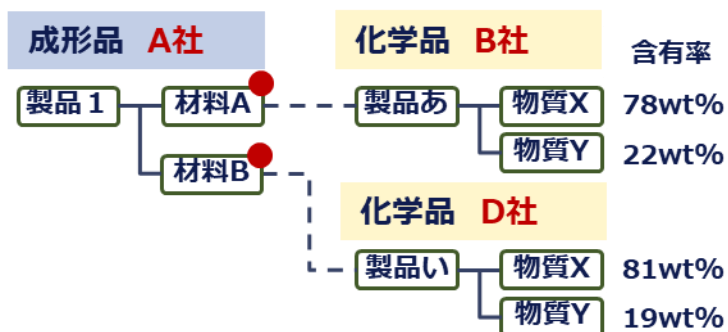 成形品 A社
化学品 B社
含有率
製品1
材料A
製品あ
物質X
78wt%
物質Y
22wt%
材料B
化学品 D社
製品い
物質X
81wt%
物質Y
19wt%